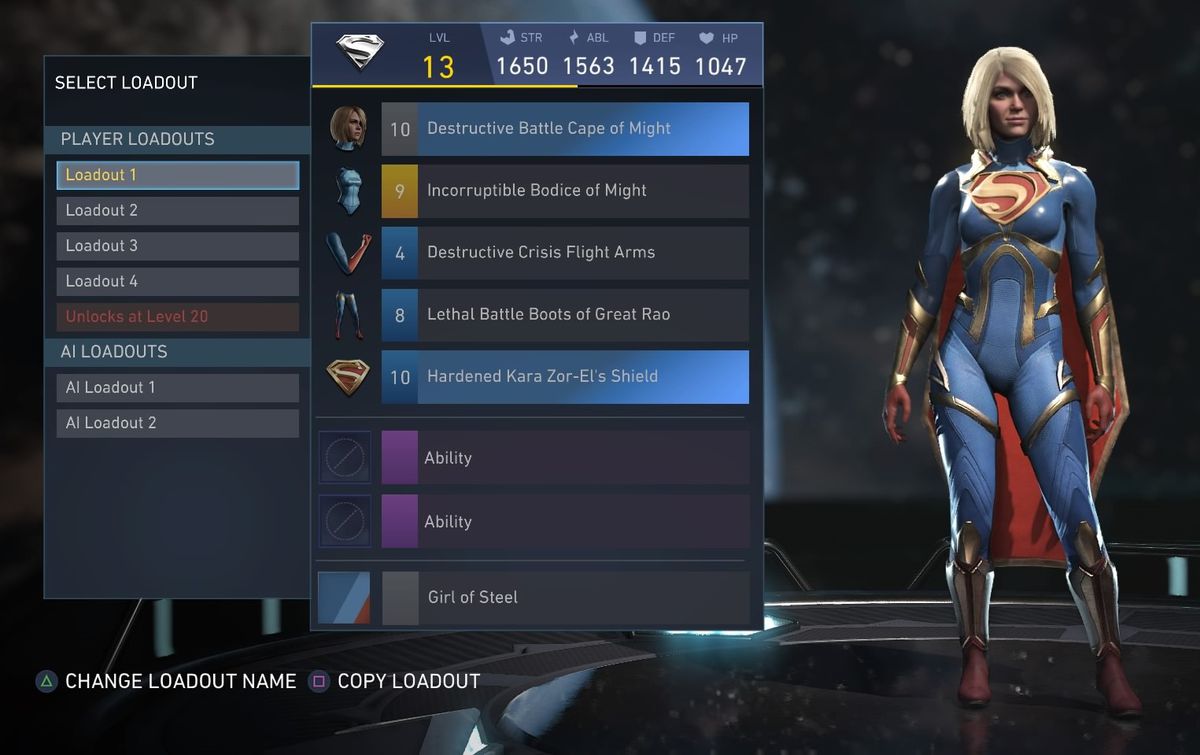 SELECT LOADOUT
PLAYER LOADOUTS
Loadout 1
Loadout 2
Loadout 3
Loadout 4
Unlocks at Level 20
AI LOADOUTS
AI Loadout 1
AI Loadout 2
LVL STR ABL DEF HP
13 1650 1563 1415 1047
10 Destructive Battle Cape of Might
9 Incorruptible Bodice of Might
4 Destructive Crisis Flight Arms
8 Lethal Battle Boots of Great Rao
10 Hardened Kara Zor-El's Shield
Ability
Ability
Girl of Steel
CHANGE LOADOUT NAME COPY LOADOUT